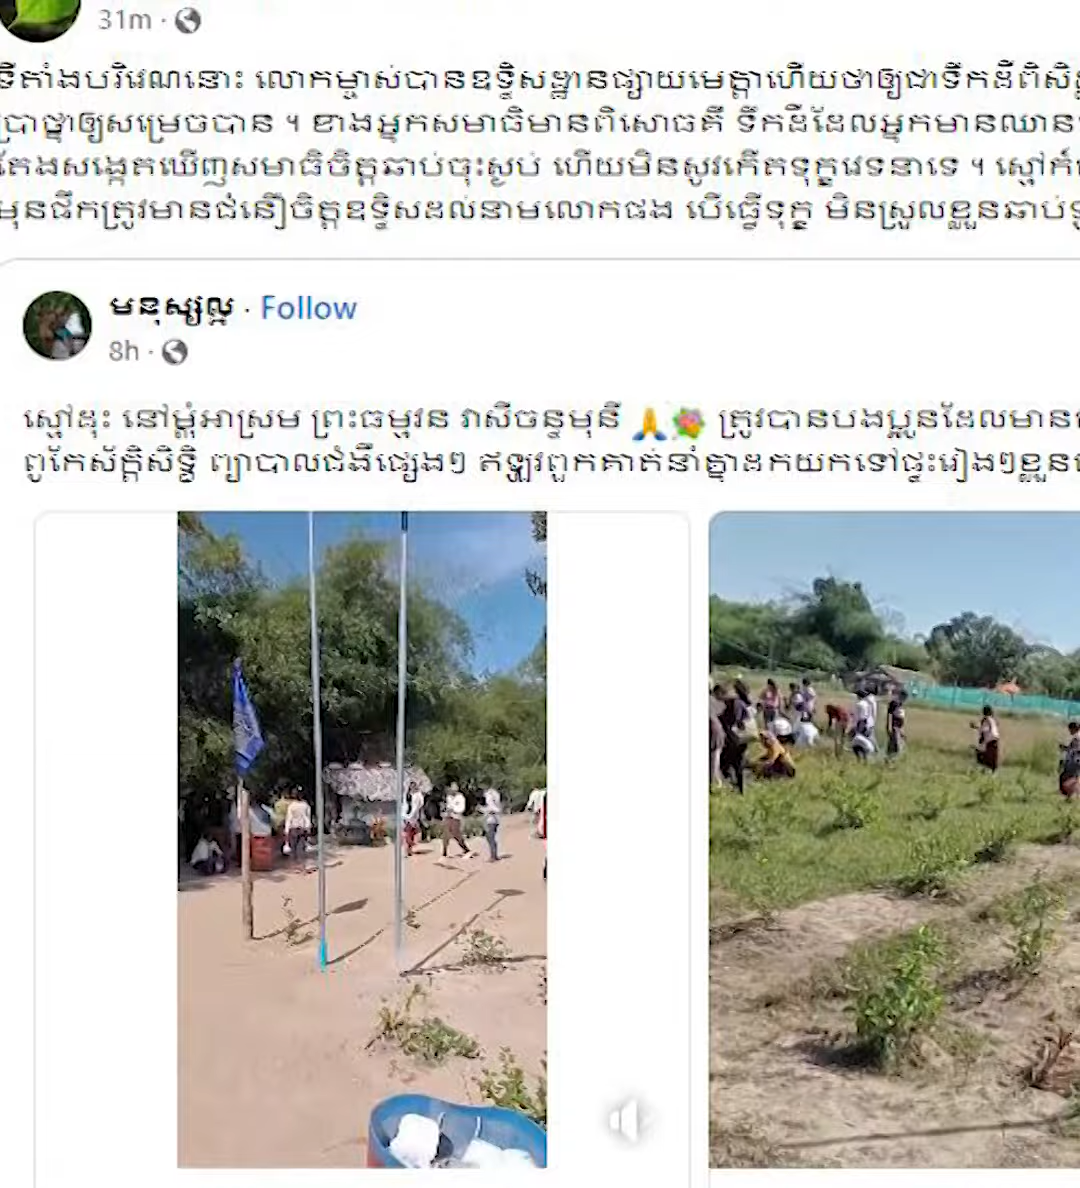 31m ·
ទីតាំងបរិវេណនោះ លោកម្ចាស់បានឧទ្ទិសដ្ឋានផ្សាយមេត្តាហើយថាឲ្យជាទឹកដីពិសិដ្ឋ
ប្រាថ្នាឲ្យសម្រេចបាន ។ ខាងអ្នកសមាធិមានពិសោធគឺ ទឹកដីដែលអ្នកមានឈាន
តែងសង្កេតឃើញសមាធិចិត្តឆាប់ចុះស្ងប់ ហើយមិនសូវកើតទុក្ខវេទនាទេ ។ ស្មៅក៏
មុនផឹកត្រូវមានជំនឿចិត្តឧទ្ទិសដល់នាមលោកផង បើធ្វើទុក្ខ មិនស្រួលខ្លួនឆាប់
មនុស្សល្អ · Follow
8h ·
ស្មៅដុះ នៅម្តុំអាស្រម ព្រះធម្មវន វាសីចន្ទមុនី 🙏💐 ត្រូវបានបងប្អូនដែលមាន
ពូកែស័ក្តិសិទ្ធិ ព្យាបាលជំងឺផ្សេងៗ ឥឡូវពួកគាត់នាំគ្នាដកយកទៅផ្ទះរៀងៗខ្លួន